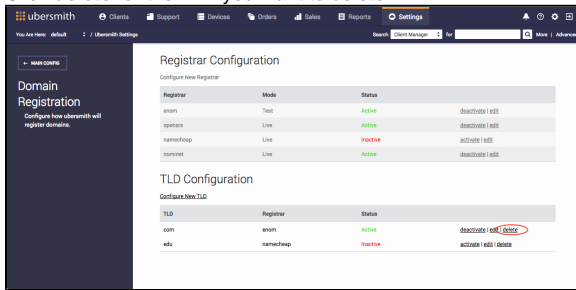 ubersmith Clients Support Devices Orders Sales Reports Settings
You Are Here: default / Ubersmith Settings Search Client Manager for More | Advanced
← MAIN CONFIG
Domain
Registration
Configure how ubersmith will
register domains.
Registrar Configuration
Configure New Registrar
Registrar Mode Status
enom Test Active deactivate | edit
opensrs Live Active deactivate | edit
namecheap Live Inactive activate | edit
nominet Live Active deactivate | edit
TLD Configuration
Configure New TLD
TLD Registrar Status
com enom Active deactivate | edit | delete
edu namecheap Inactive activate | edit | delete